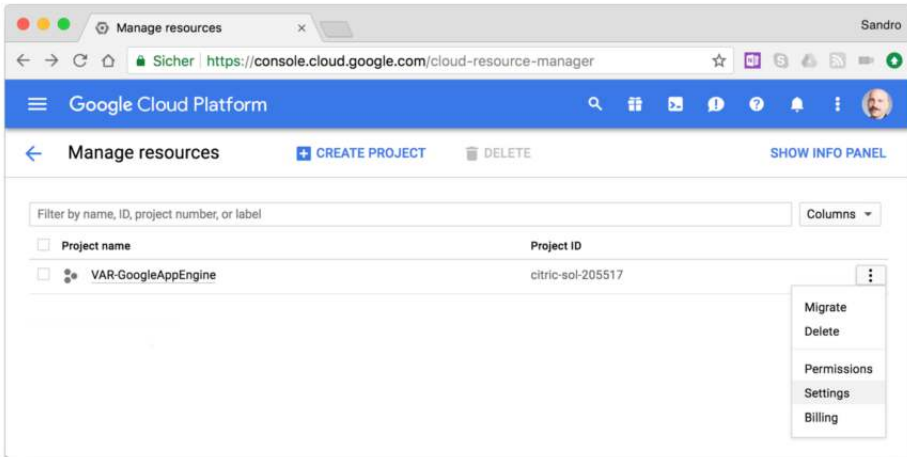 Manage resources
Sandro
Sicher https://console.cloud.google.com/cloud-resource-manager
Google Cloud Platform
Manage resources CREATE PROJECT DELETE SHOW INFO PANEL
Filter by name, ID, project number, or label Columns
Project name Project ID
VAR-GoogleAppEngine citric-sol-205517
Migrate
Delete
Permissions
Settings
Billing